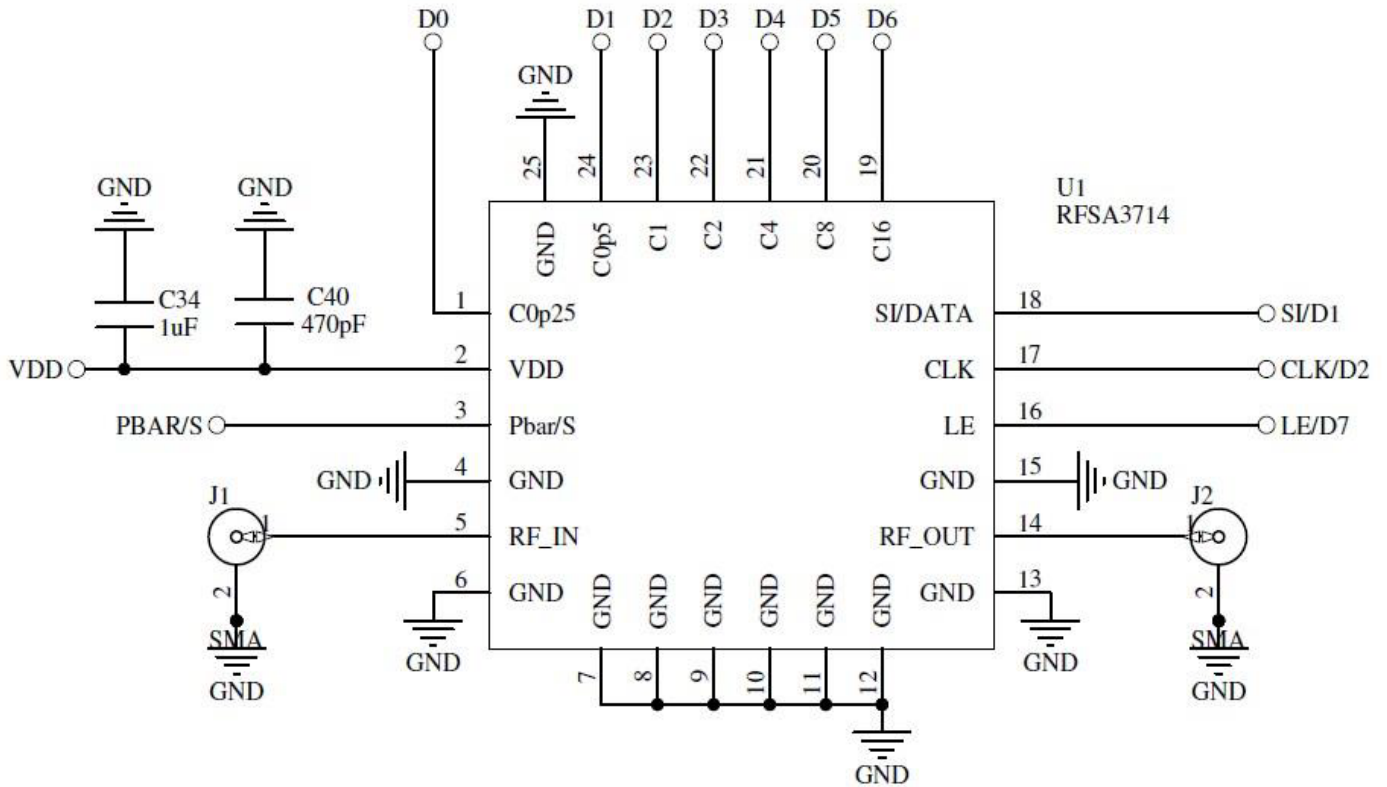 D0 D1 D2 D3 D4 D5 D6
GND
25 24 23 22 21 20 19
GND GND
U1
RFSA3714
GND C0p5 C1 C2 C4 C8 C16
C34 C40
1uF 470pF
1 C0p25 SI/DATA 18 SI/D1
VDD 2 VDD CLK 17 CLK/D2
PBAR/S 3 Pbar/S LE 16 LE/D7
GND 4 GND GND 15 GND
J1 J2
1 5 RF_IN RF_OUT 14 1
6 GND GND GND GND GND GND GND GND 13
2 2
SMA SMA
GND GND GND GND
7 8 9 10 11 12
GND